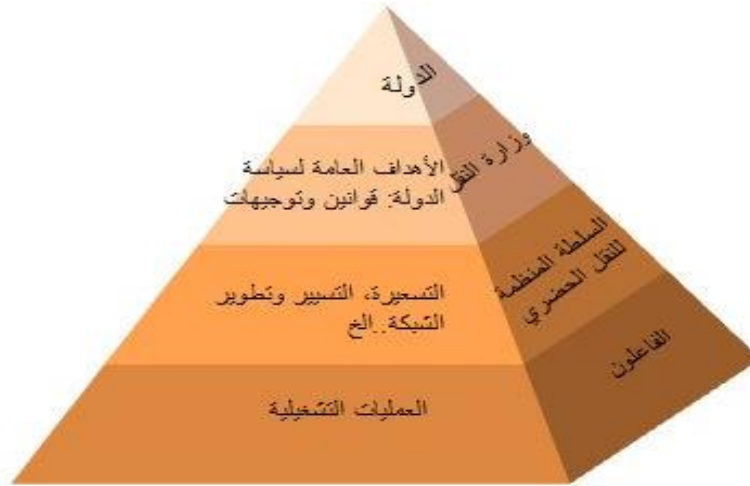 الدولة
وزارة النقل
الأهداف العامة لسياسة
الدولة: قوانين وتوجيهات
السلطة المنظمة
للنقل الحضري
التسعيرة، التسيير وتطوير
الشبكة..الخ
الفاعلون
العمليات التشغيلية